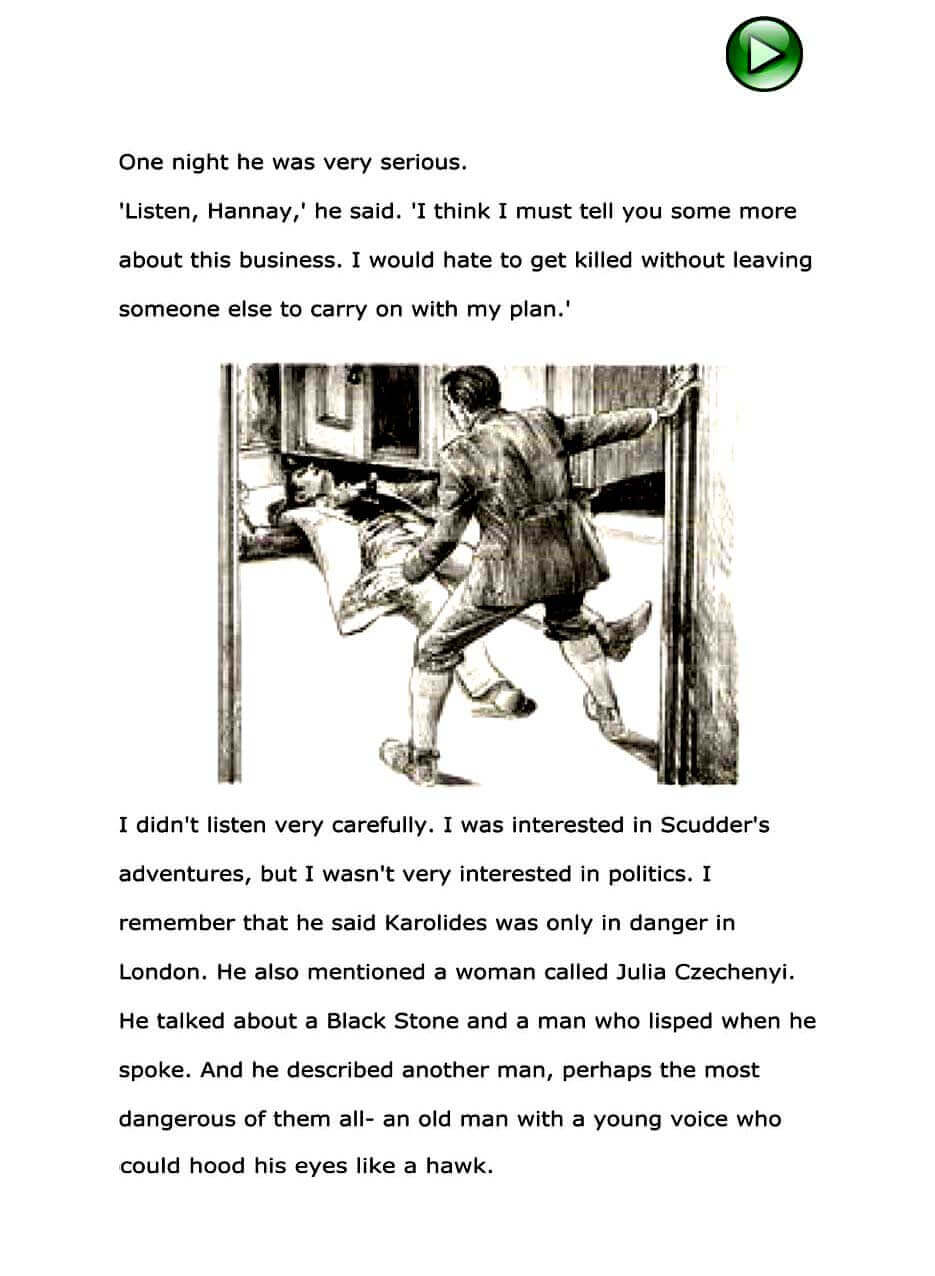 One night he was very serious.
'Listen, Hannay,' he said. 'I think I must tell you some more
about this business. I would hate to get killed without leaving
someone else to carry on with my plan.'
I didn't listen very carefully. I was interested in Scudder's
adventures, but I wasn't very interested in politics. I
remember that he said Karolides was only in danger in
London. He also mentioned a woman called Julia Czechenyi.
He talked about a Black Stone and a man who lisped when he
spoke. And he described another man, perhaps the most
dangerous of them all- an old man with a young voice who
could hood his eyes like a hawk.